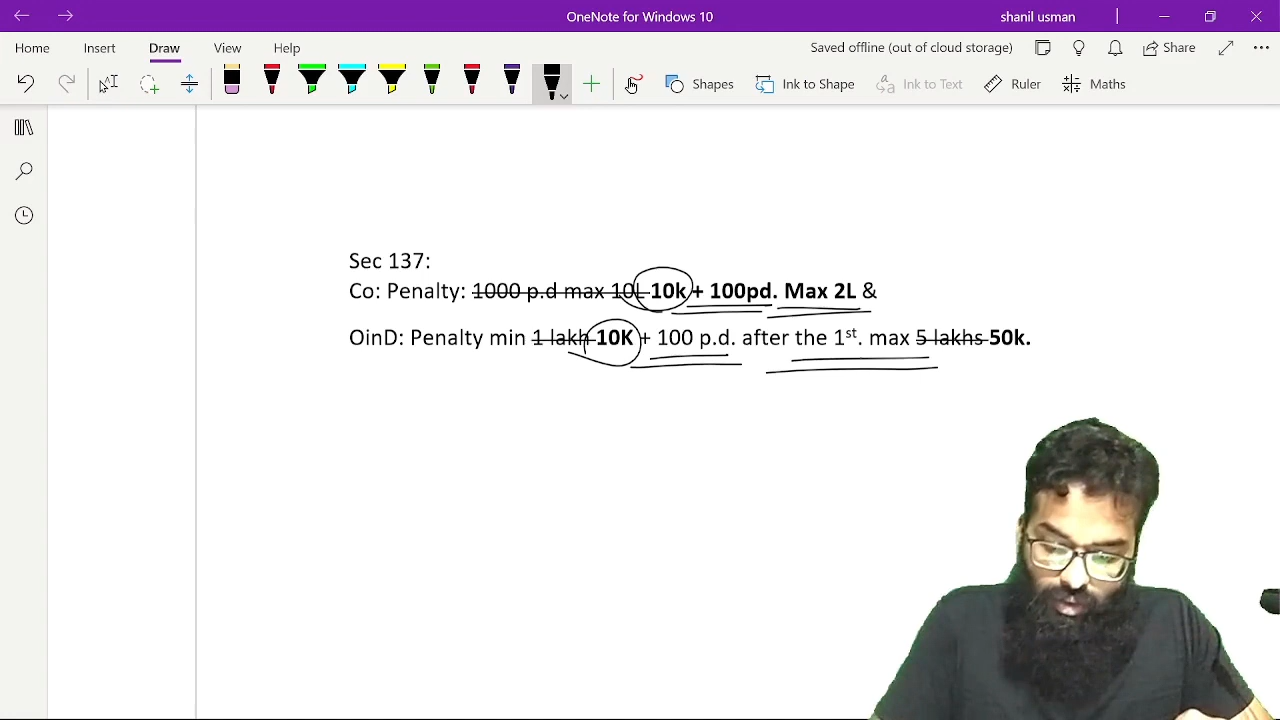 OneNote for Windows 10
shanil usman
Home Insert Draw View Help
Saved offline (out of cloud storage)
Share
Shapes
Ink to Shape
Ink to Text
Ruler
Maths
Sec 137:
Co: Penalty: 1000 p.d max 10L 10k + 100pd. Max 2L &
OinD: Penalty min 1 lakh 10K + 100 p.d. after the 1st. max 5 lakhs 50k.